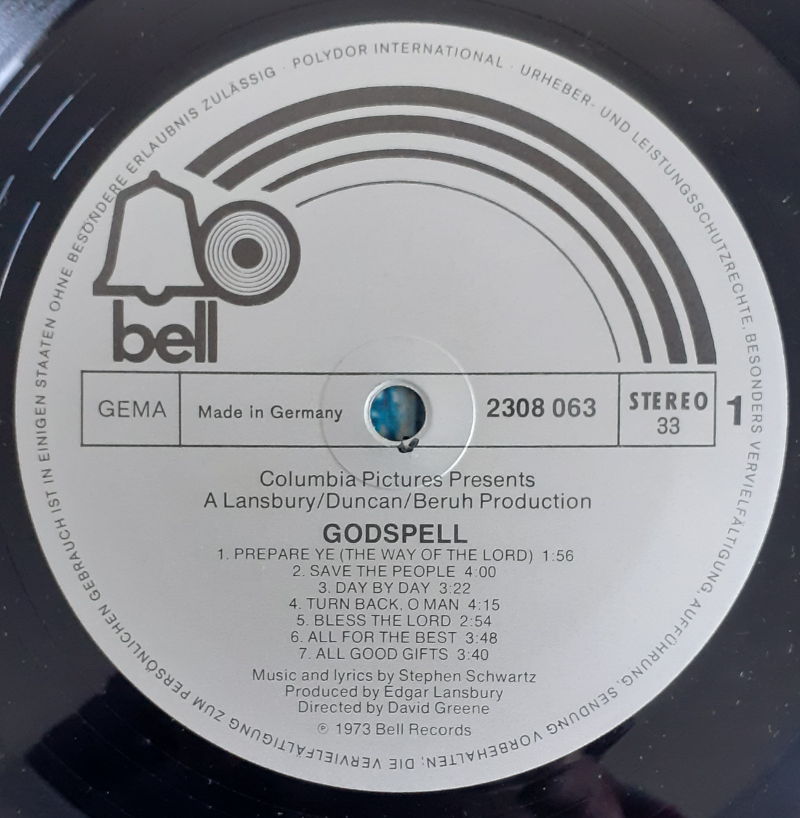 POLYDOR INTERNATIONAL · URHEBER- UND LEISTUNGSSCHUTZRECHTE, BESONDERS VERVIELFÄLTIGUNG, AUFFÜHRUNG, SENDUNG VORBEHALTEN; DIE VERVIELFÄLTIGUNG ZUM PERSÖNLICHEN GEBRAUCH IST IN EINIGEN STAATEN OHNE BESONDERE ERLAUBNIS ZULÄSSIG ·
bell
GEMA Made in Germany 2308 063 STEREO 33 1
Columbia Pictures Presents
A Lansbury/Duncan/Beruh Production
GODSPELL
1. PREPARE YE (THE WAY OF THE LORD) 1:56
2. SAVE THE PEOPLE 4:00
3. DAY BY DAY 3:22
4. TURN BACK, O MAN 4:15
5. BLESS THE LORD 2:54
6. ALL FOR THE BEST 3:48
7. ALL GOOD GIFTS 3:40
Music and lyrics by Stephen Schwartz
Produced by Edgar Lansbury
Directed by David Greene
℗ 1973 Bell Records